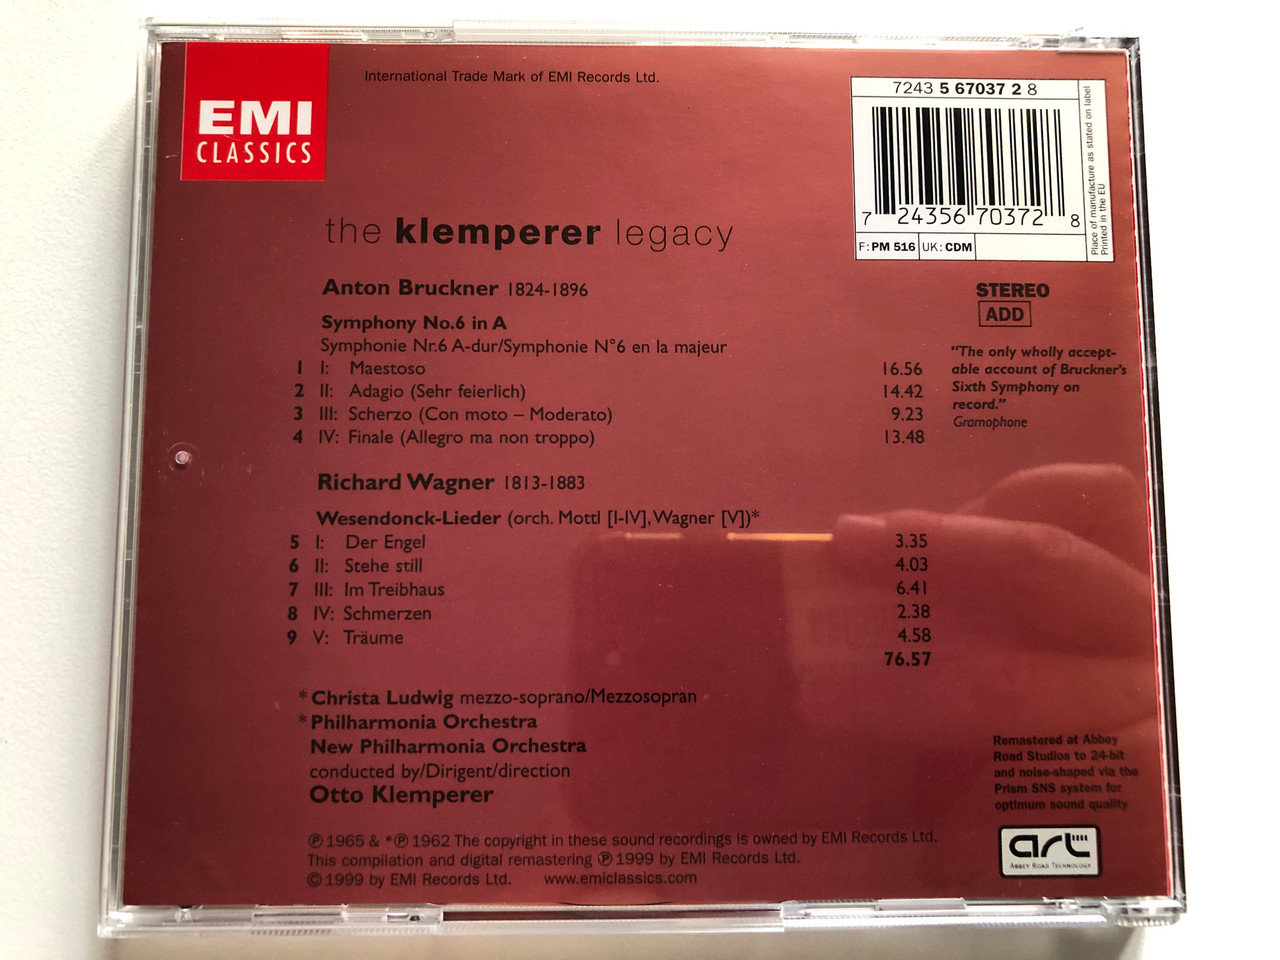 EMI
CLASSICS
International Trade Mark of EMI Records Ltd.
7243 5 67037 2 8
7 24356 70372 8
F: PM 516 UK: CDM
Place of manufacture as stated on label
Printed in the EU
the klemperer legacy
STEREO
ADD
"The only wholly accept-
able account of Bruckner's
Sixth Symphony on
record."
Gramophone
Anton Bruckner 1824-1896
Symphony No.6 in A
Symphonie Nr.6 A-dur/Symphonie N°6 en la majeur
1 I: Maestoso 16.56
2 II: Adagio (Sehr feierlich) 14.42
3 III: Scherzo (Con moto – Moderato) 9.23
4 IV: Finale (Allegro ma non troppo) 13.48
Richard Wagner 1813-1883
Wesendonck-Lieder (orch. Mottl [I-IV], Wagner [V])*
5 I: Der Engel 3.35
6 II: Stehe still 4.03
7 III: Im Treibhaus 6.41
8 IV: Schmerzen 2.38
9 V: Träume 4.58
76.57
*Christa Ludwig mezzo-soprano/Mezzosopran
*Philharmonia Orchestra
New Philharmonia Orchestra
conducted by/Dirigent/direction
Otto Klemperer
℗ 1965 & *℗ 1962 The copyright in these sound recordings is owned by EMI Records Ltd.
This compilation and digital remastering ℗ 1999 by EMI Records Ltd.
© 1999 by EMI Records Ltd. www.emiclassics.com
Remastered at Abbey
Road Studios to 24-bit
and noise-shaped via the
Prism SNS system for
optimum sound quality
art
ABBEY ROAD TECHNOLOGY